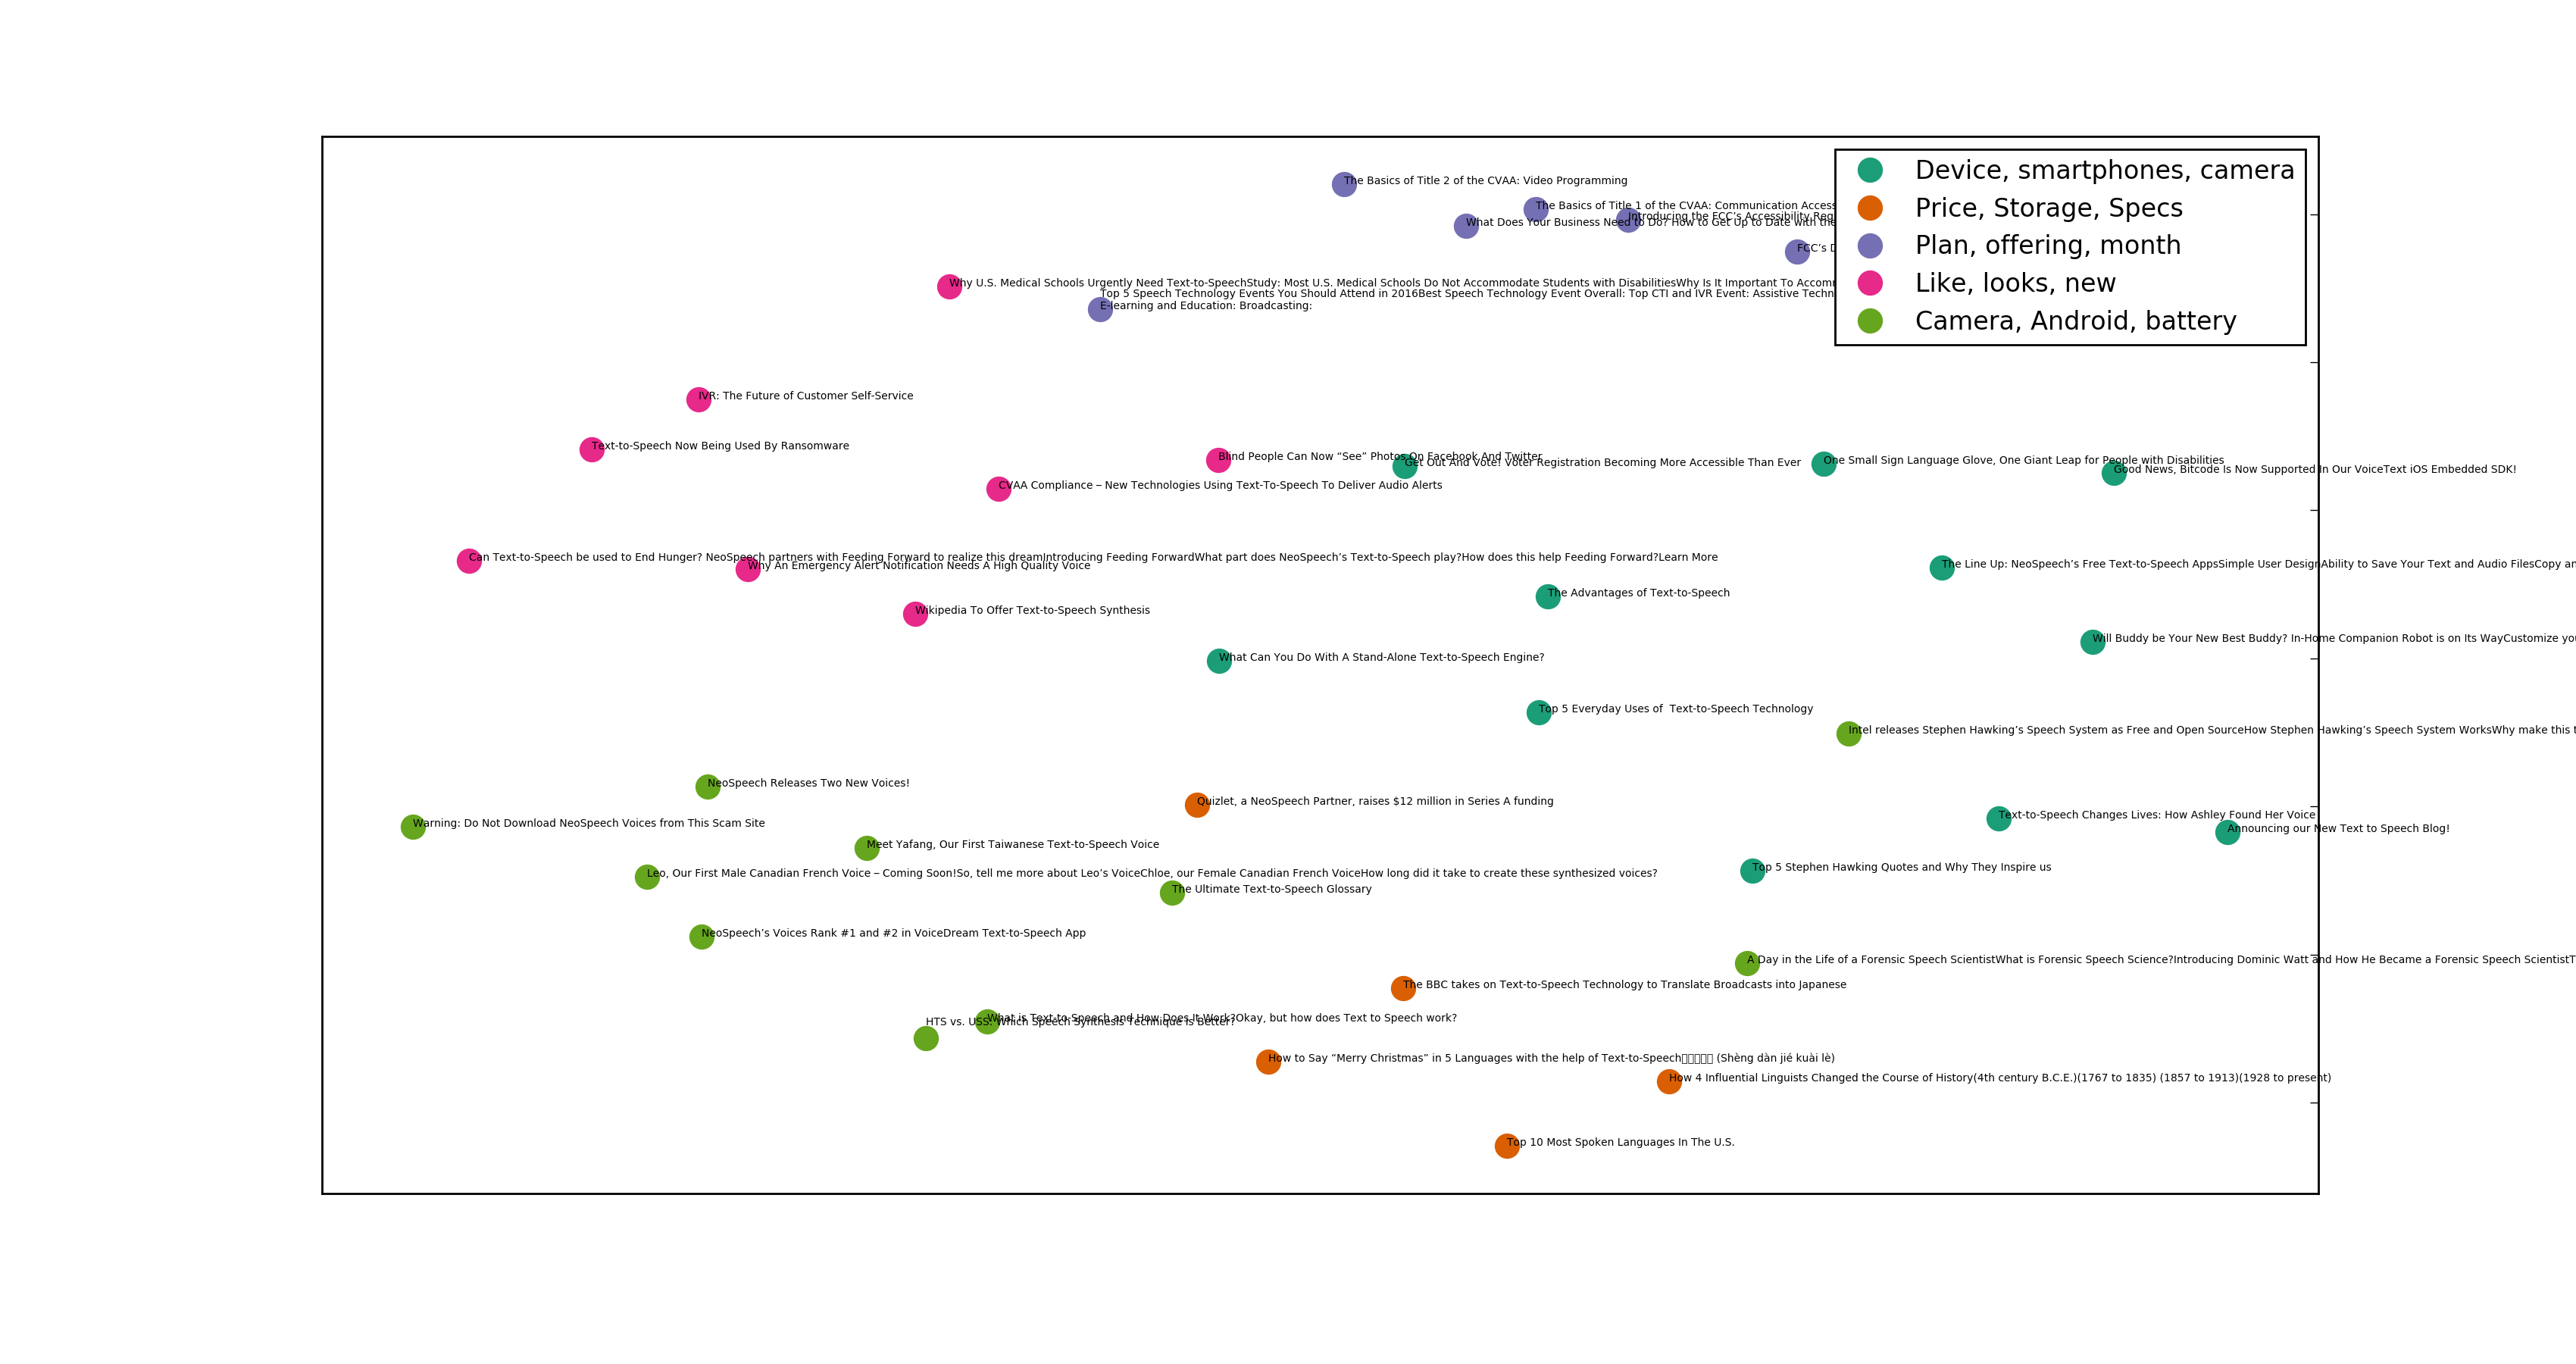 The Basics of Title 2 of the CVAA: Video Programming
Device, smartphones, camera
The Basics of Title 1 of the CVAA: Communication Access
Price, Storage, Specs
Introducing the FCC’s Accessibility
What Does Your Business Need to Do? How to Get Up to Date with the
Plan, offering, month
FCC’s
Why U.S. Medical Schools Urgently Need Text-to-SpeechStudy: Most U.S. Medical Schools Do Not Accommodate Students with DisabilitiesWhy Is It Important To
Like, looks, new
Top 5 Speech Technology Events You Should Attend in 2016Best Speech Technology Event Overall: Top CTI and IVR Event: Assistive
E-learning and Education: Broadcasting:
Camera, Android, battery
IVR: The Future of Customer Self-Service
Text-to-Speech Now Being Used By Ransomware
Blind People Can Now “See” Photos On Facebook And Twitter
Get Out And Vote! Voter Registration Becoming More Accessible Than Ever
One Small Sign Language Glove, One Giant Leap for People with Disabilities
Good News, Bitcode Is Now Supported In Our VoiceText iOS Embedded SDK!
CVAA Compliance – New Technologies Using Text-To-Speech To Deliver Audio Alerts
Can Text-to-Speech be used to End Hunger? NeoSpeech partners with Feeding Forward to realize this dreamIntroducing Feeding ForwardWhat part does NeoSpeech’s Text-to-Speech play?How does this help Feeding Forward?Learn More
Why An Emergency Alert Notification Needs A High Quality Voice
The Line Up: NeoSpeech’s Free Text-to-Speech AppsSimple User DesignAbility to Save Your Text and Audio FilesCopy
The Advantages of Text-to-Speech
Wikipedia To Offer Text-to-Speech Synthesis
Will Buddy be Your New Best Buddy? In-Home Companion Robot is on Its WayCustomize
What Can You Do With A Stand-Alone Text-to-Speech Engine?
Top 5 Everyday Uses of  Text-to-Speech Technology
Intel releases Stephen Hawking’s Speech System as Free and Open SourceHow Stephen Hawking’s Speech System WorksWhy make this
NeoSpeech Releases Two New Voices!
Quizlet, a NeoSpeech Partner, raises $12 million in Series A funding
Text-to-Speech Changes Lives: How Ashley Found Her Voice
Warning: Do Not Download NeoSpeech Voices from This Scam Site
Announcing our New Text to Speech Blog!
Meet Yafang, Our First Taiwanese Text-to-Speech Voice
Top 5 Stephen Hawking Quotes and Why They Inspire us
Leo, Our First Male Canadian French Voice – Coming Soon!So, tell me more about Leo’s VoiceChloe, our Female Canadian French VoiceHow long did it take to create these synthesized voices?
The Ultimate Text-to-Speech Glossary
NeoSpeech’s Voices Rank #1 and #2 in VoiceDream Text-to-Speech App
A Day in the Life of a Forensic Speech ScientistWhat is Forensic Speech Science?Introducing Dominic Watt and How He Became a Forensic Speech
The BBC takes on Text-to-Speech Technology to Translate Broadcasts into Japanese
What is Text-to-Speech and How Does It Work?Okay, but how does Text to Speech work?
HTS vs. USS: Which Speech Synthesis Technique is Better?
How to Say “Merry Christmas” in 5 Languages with the help of Text-to-Speech (Shèng dàn jié kuài lè)
How 4 Influential Linguists Changed the Course of History(4th century B.C.E.)(1767 to 1835) (1857 to 1913)(1928 to present)
Top 10 Most Spoken Languages In The U.S.